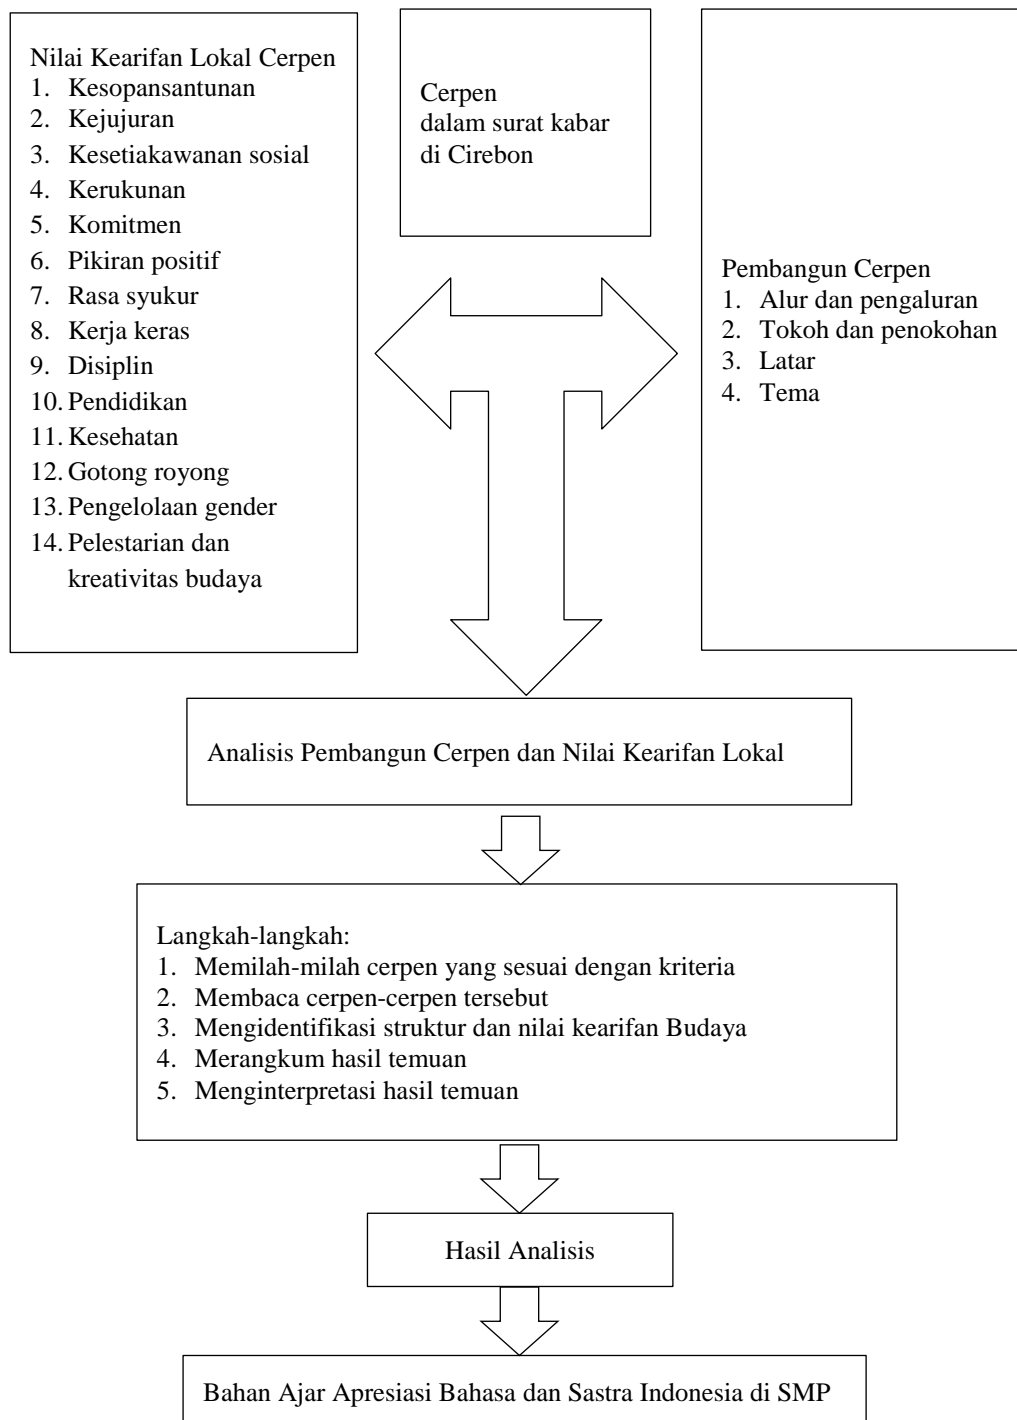 Nilai Kearifan Lokal Cerpen
1. Kesopansantunan
2. Kejujuran
3. Kesetiakawanan sosial
4. Kerukunan
5. Komitmen
6. Pikiran positif
7. Rasa syukur
8. Kerja keras
9. Disiplin
10. Pendidikan
11. Kesehatan
12. Gotong royong
13. Pengelolaan gender
14. Pelestarian dan
kreativitas budaya
Cerpen
dalam surat kabar
di Cirebon
Pembangun Cerpen
1. Alur dan pengaluran
2. Tokoh dan penokohan
3. Latar
4. Tema
Analisis Pembangun Cerpen dan Nilai Kearifan Lokal
Langkah-langkah:
1. Memilah-milah cerpen yang sesuai dengan kriteria
2. Membaca cerpen-cerpen tersebut
3. Mengidentifikasi struktur dan nilai kearifan Budaya
4. Merangkum hasil temuan
5. Menginterpretasi hasil temuan
Hasil Analisis
Bahan Ajar Apresiasi Bahasa dan Sastra Indonesia di SMP